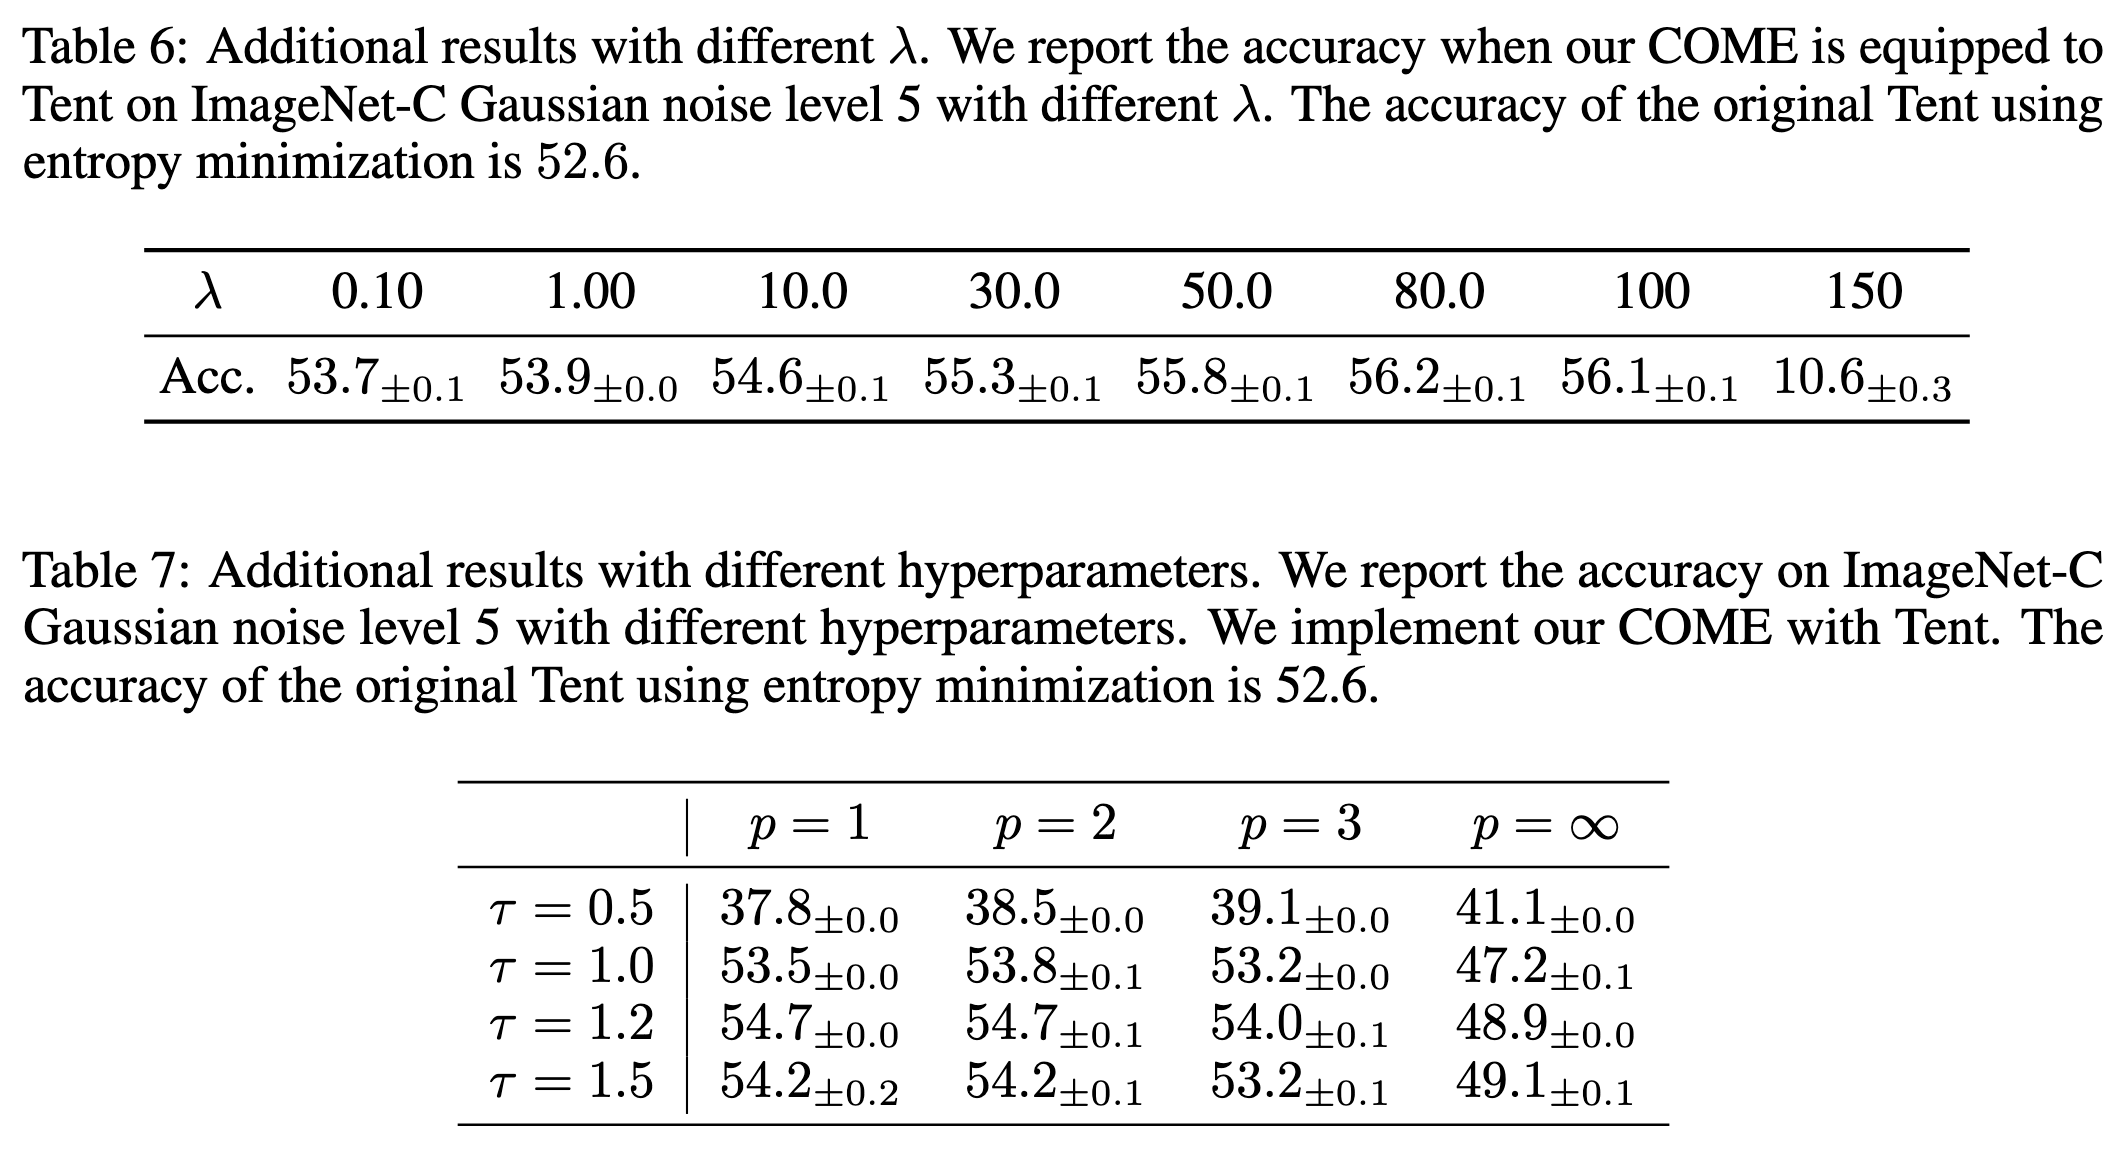 Table 6: Additional results with different λ. We report the accuracy when our COME is equipped to
Tent on ImageNet-C Gaussian noise level 5 with different λ. The accuracy of the original Tent using
entropy minimization is 52.6.
λ 0.10 1.00 10.0 30.0 50.0 80.0 100 150
Acc. 53.7±0.1 53.9±0.0 54.6±0.1 55.3±0.1 55.8±0.1 56.2±0.1 56.1±0.1 10.6±0.3
Table 7: Additional results with different hyperparameters. We report the accuracy on ImageNet-C
Gaussian noise level 5 with different hyperparameters. We implement our COME with Tent. The
accuracy of the original Tent using entropy minimization is 52.6.
p = 1 p = 2 p = 3 p = ∞
τ = 0.5 37.8±0.0 38.5±0.0 39.1±0.0 41.1±0.0
τ = 1.0 53.5±0.0 53.8±0.1 53.2±0.0 47.2±0.1
τ = 1.2 54.7±0.0 54.7±0.1 54.0±0.1 48.9±0.0
τ = 1.5 54.2±0.2 54.2±0.1 53.2±0.1 49.1±0.1